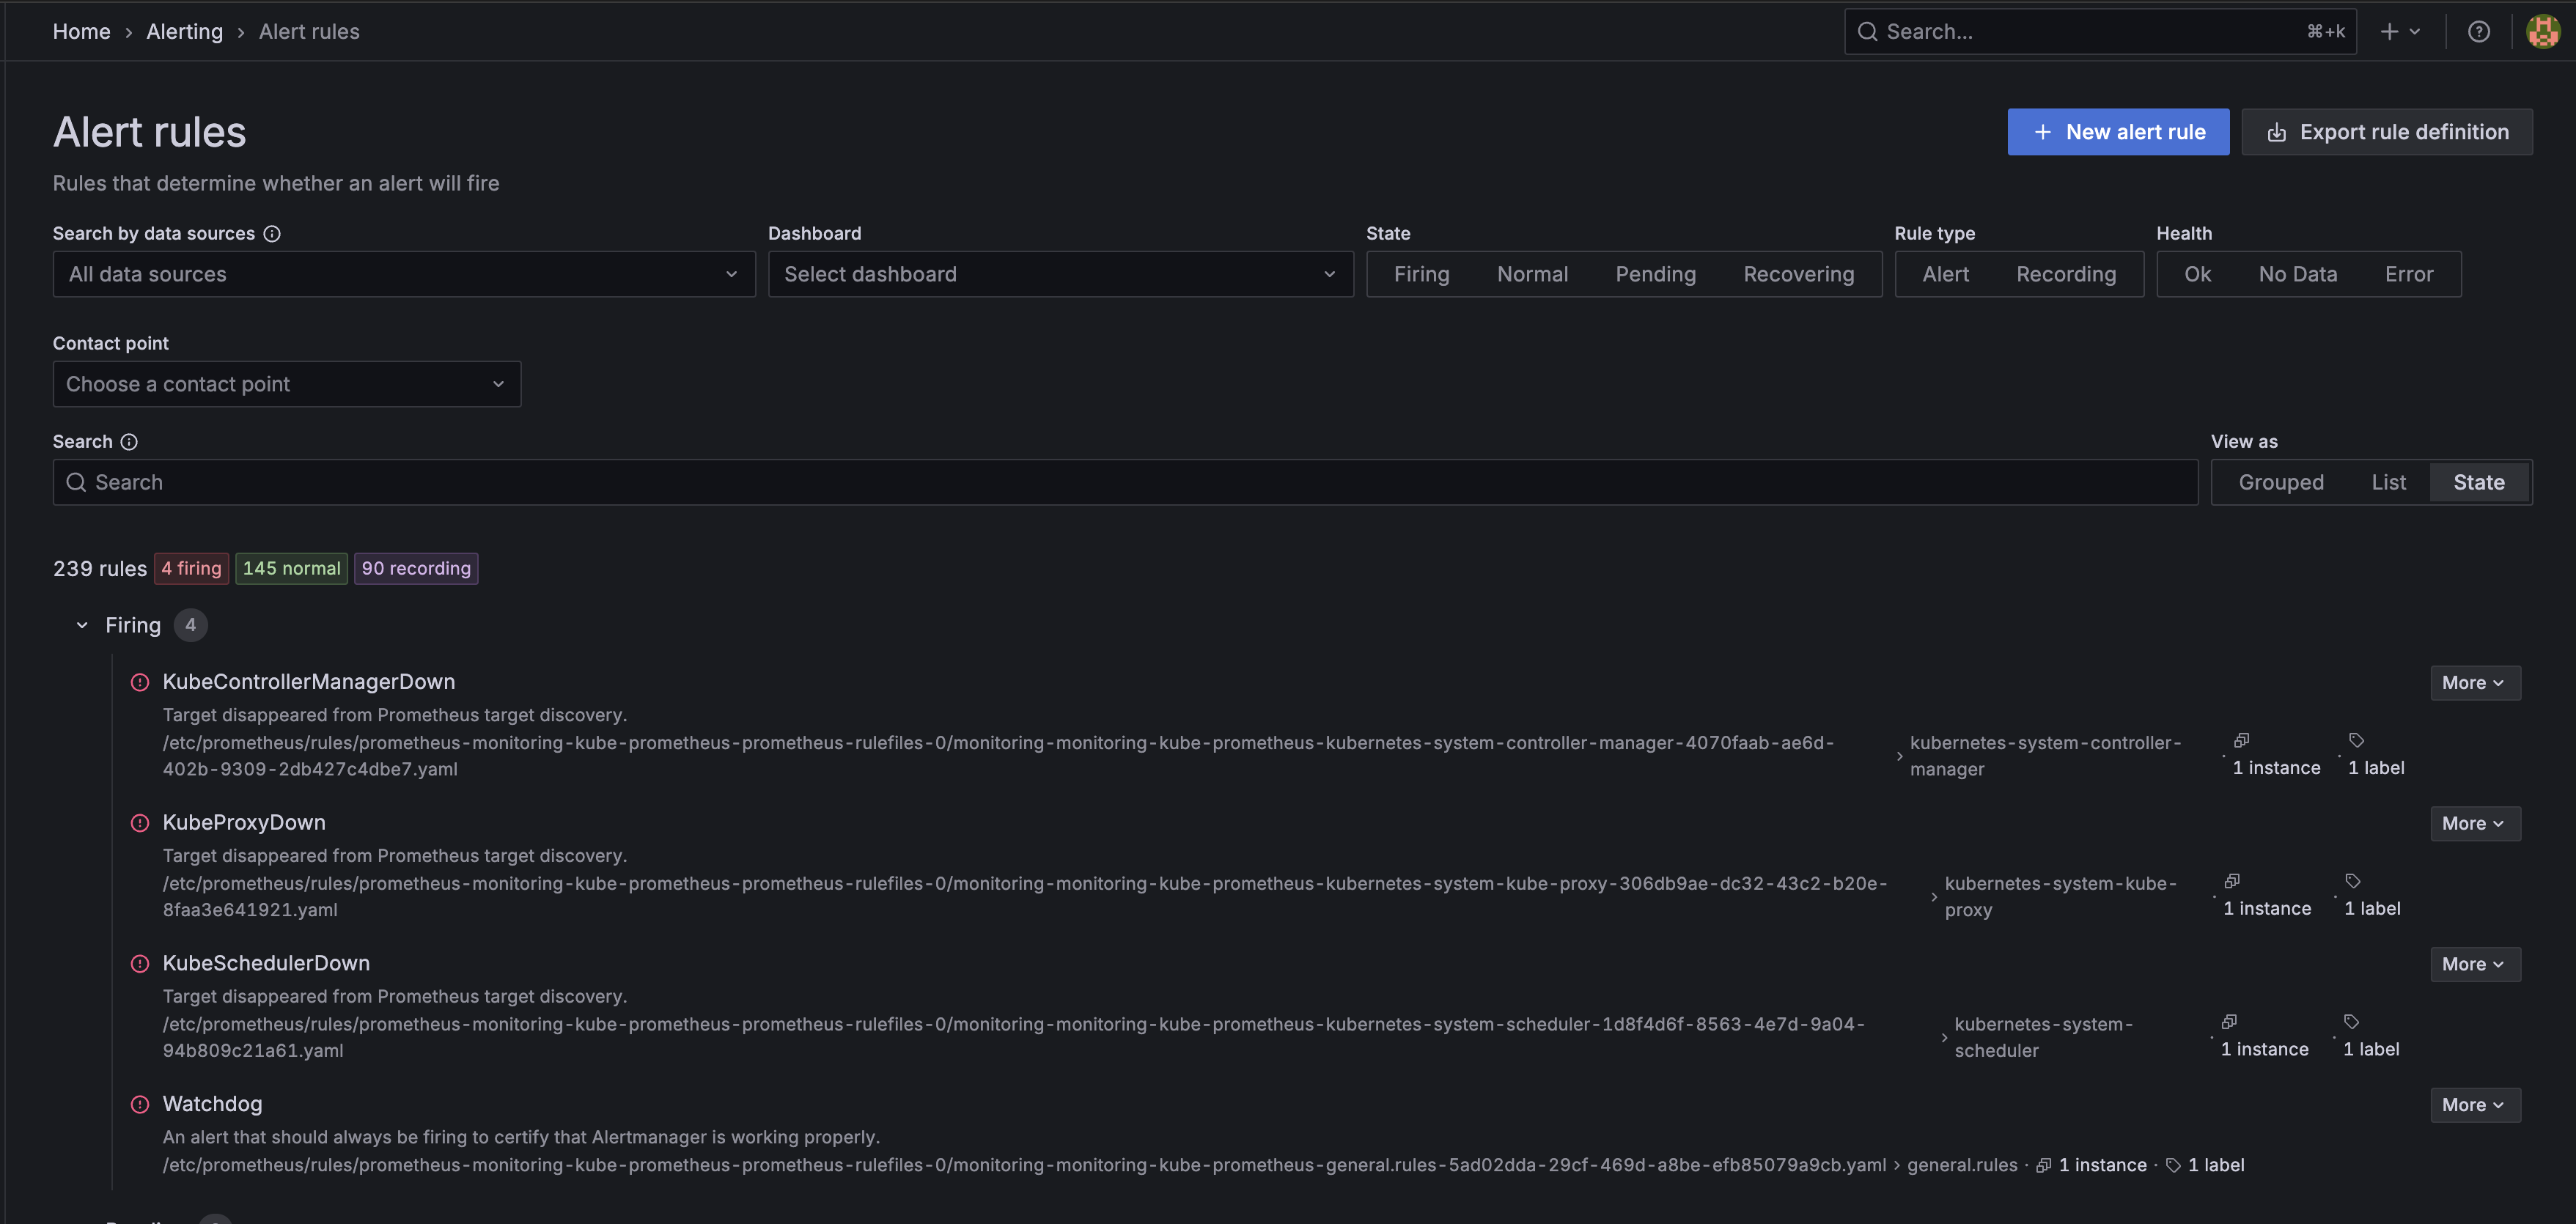 Home › Alerting › Alert rules
Search... ⌘+k
Alert rules
New alert rule
Export rule definition
Rules that determine whether an alert will fire
Search by data sources
Dashboard
State
Rule type
Health
All data sources
Select dashboard
Firing Normal Pending Recovering
Alert Recording
Ok No Data Error
Contact point
Choose a contact point
Search
View as
Search
Grouped List State
239 rules 4 firing 145 normal 90 recording
Firing 4
KubeControllerManagerDown
More
Target disappeared from Prometheus target discovery.
/etc/prometheus/rules/prometheus-monitoring-kube-prometheus-prometheus-rulefiles-0/monitoring-monitoring-kube-prometheus-kubernetes-system-controller-manager-4070faab-ae6d-
402b-9309-2db427c4dbe7.yaml
› kubernetes-system-controller-
manager
· 1 instance · 1 label
KubeProxyDown
More
Target disappeared from Prometheus target discovery.
/etc/prometheus/rules/prometheus-monitoring-kube-prometheus-prometheus-rulefiles-0/monitoring-monitoring-kube-prometheus-kubernetes-system-kube-proxy-306db9ae-dc32-43c2-b20e-
8faa3e641921.yaml
› kubernetes-system-kube-
proxy
· 1 instance · 1 label
KubeSchedulerDown
More
Target disappeared from Prometheus target discovery.
/etc/prometheus/rules/prometheus-monitoring-kube-prometheus-prometheus-rulefiles-0/monitoring-monitoring-kube-prometheus-kubernetes-system-scheduler-1d8f4d6f-8563-4e7d-9a04-
94b809c21a61.yaml
› kubernetes-system-
scheduler
· 1 instance · 1 label
Watchdog
More
An alert that should always be firing to certify that Alertmanager is working properly.
/etc/prometheus/rules/prometheus-monitoring-kube-prometheus-prometheus-rulefiles-0/monitoring-monitoring-kube-prometheus-general.rules-5ad02dda-29cf-469d-a8be-efb85079a9cb.yaml › general.rules · 1 instance · 1 label